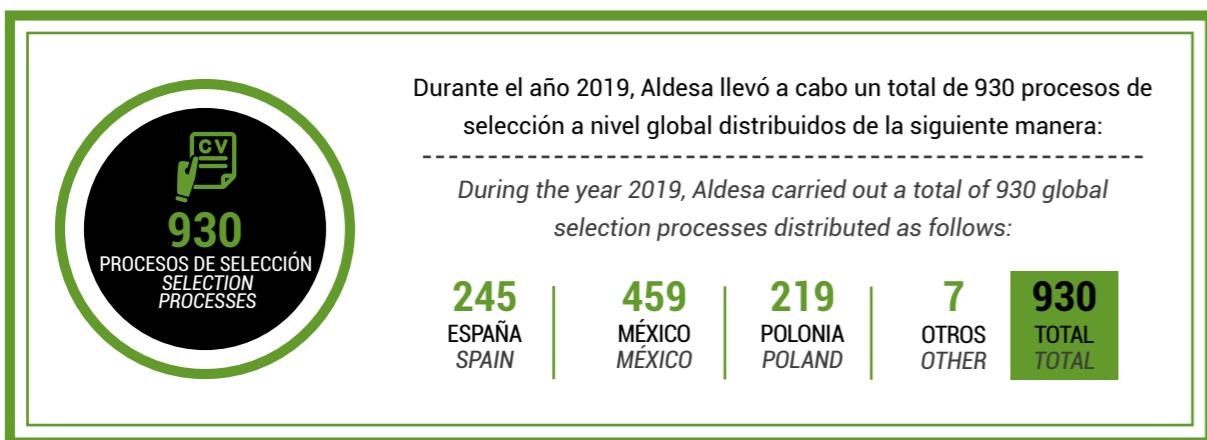 CV
930
PROCESOS DE SELECCIÓN
SELECTION
PROCESSES
Durante el año 2019, Aldesa llevó a cabo un total de 930 procesos de
selección a nivel global distribuidos de la siguiente manera:
During the year 2019, Aldesa carried out a total of 930 global
selection processes distributed as follows:
245
ESPAÑA
SPAIN
459
MÉXICO
MÉXICO
219
POLONIA
POLAND
7
OTROS
OTHER
930
TOTAL
TOTAL